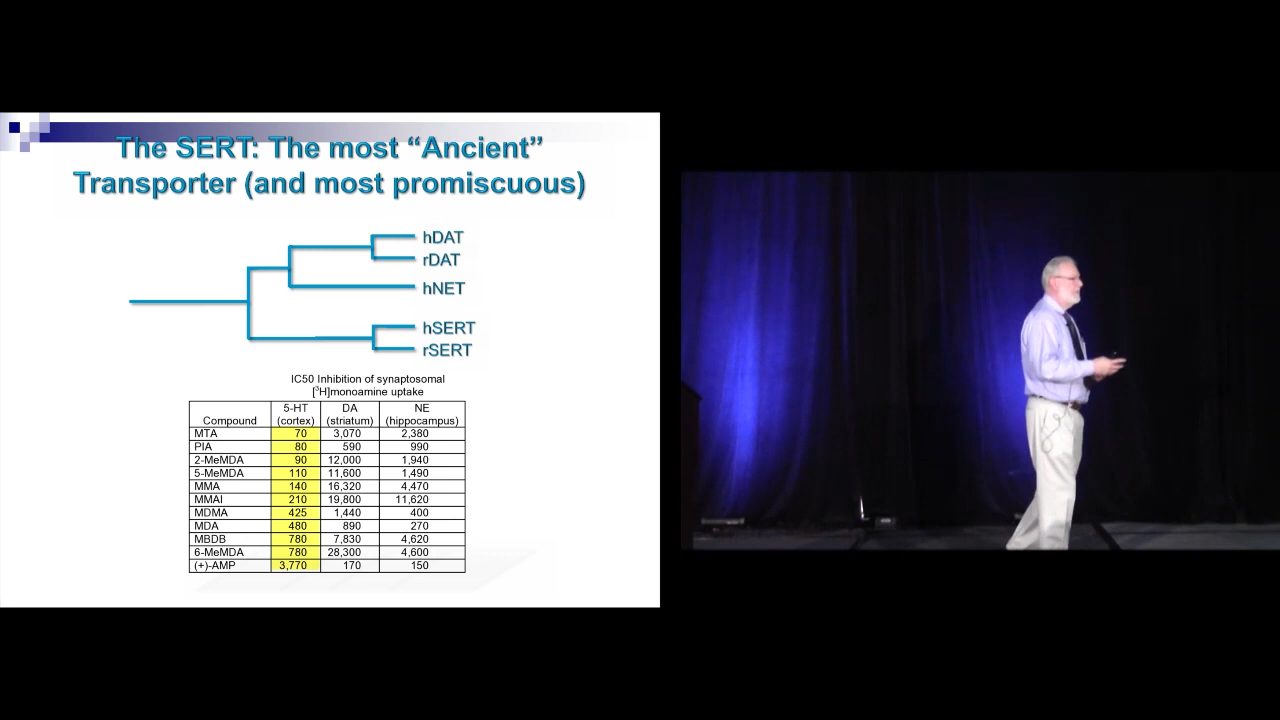 The SERT: The most “Ancient”
Transporter (and most promiscuous)
hDAT
rDAT
hNET
hSERT
rSERT
IC50 Inhibition of synaptosomal
[³H]monoamine uptake
Compound 5-HT (cortex) DA (striatum) NE (hippocampus)
MTA 70 3,070 2,380
PIA 80 590 990
2-MeMDA 90 12,000 1,940
5-MeMDA 110 11,600 1,490
MMA 140 16,320 4,470
MMAI 210 19,800 11,620
MDMA 425 1,440 400
MDA 480 890 270
MBDB 780 7,830 4,620
6-MeMDA 780 28,300 4,600
(+)-AMP 3,770 170 150